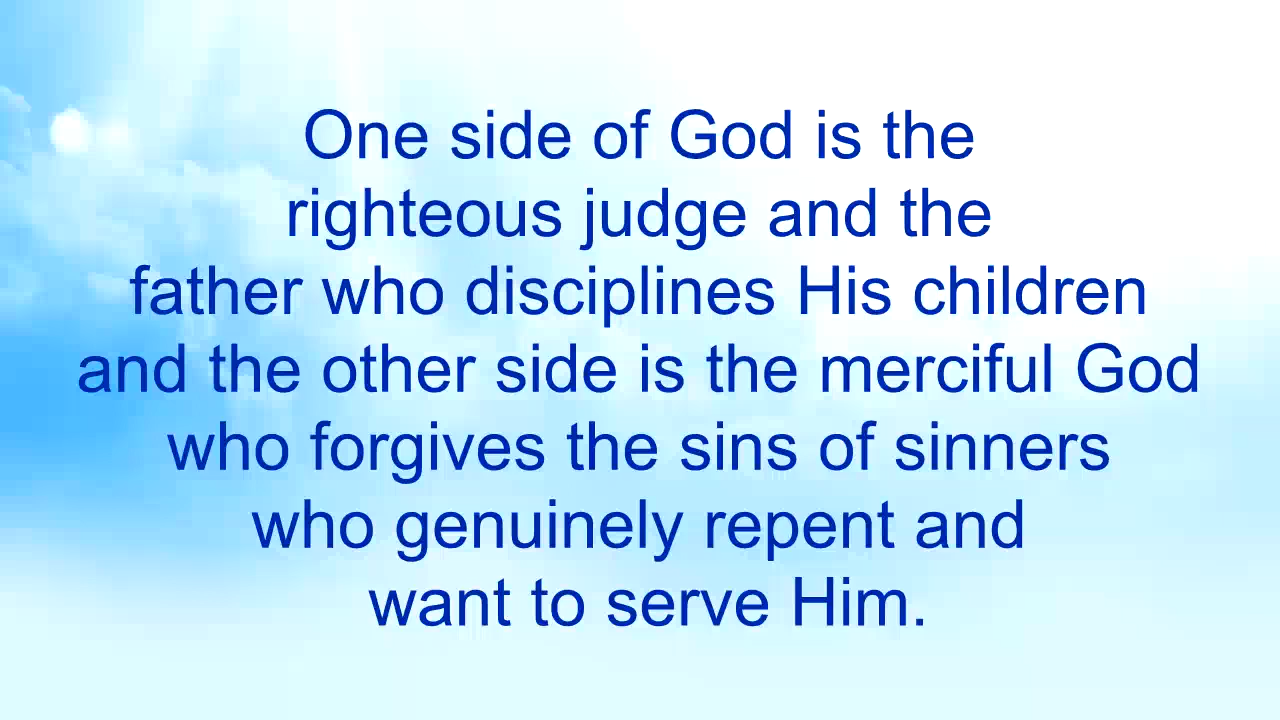 One side of God is the
righteous judge and the
father who disciplines His children
and the other side is the merciful God
who forgives the sins of sinners
who genuinely repent and
want to serve Him.